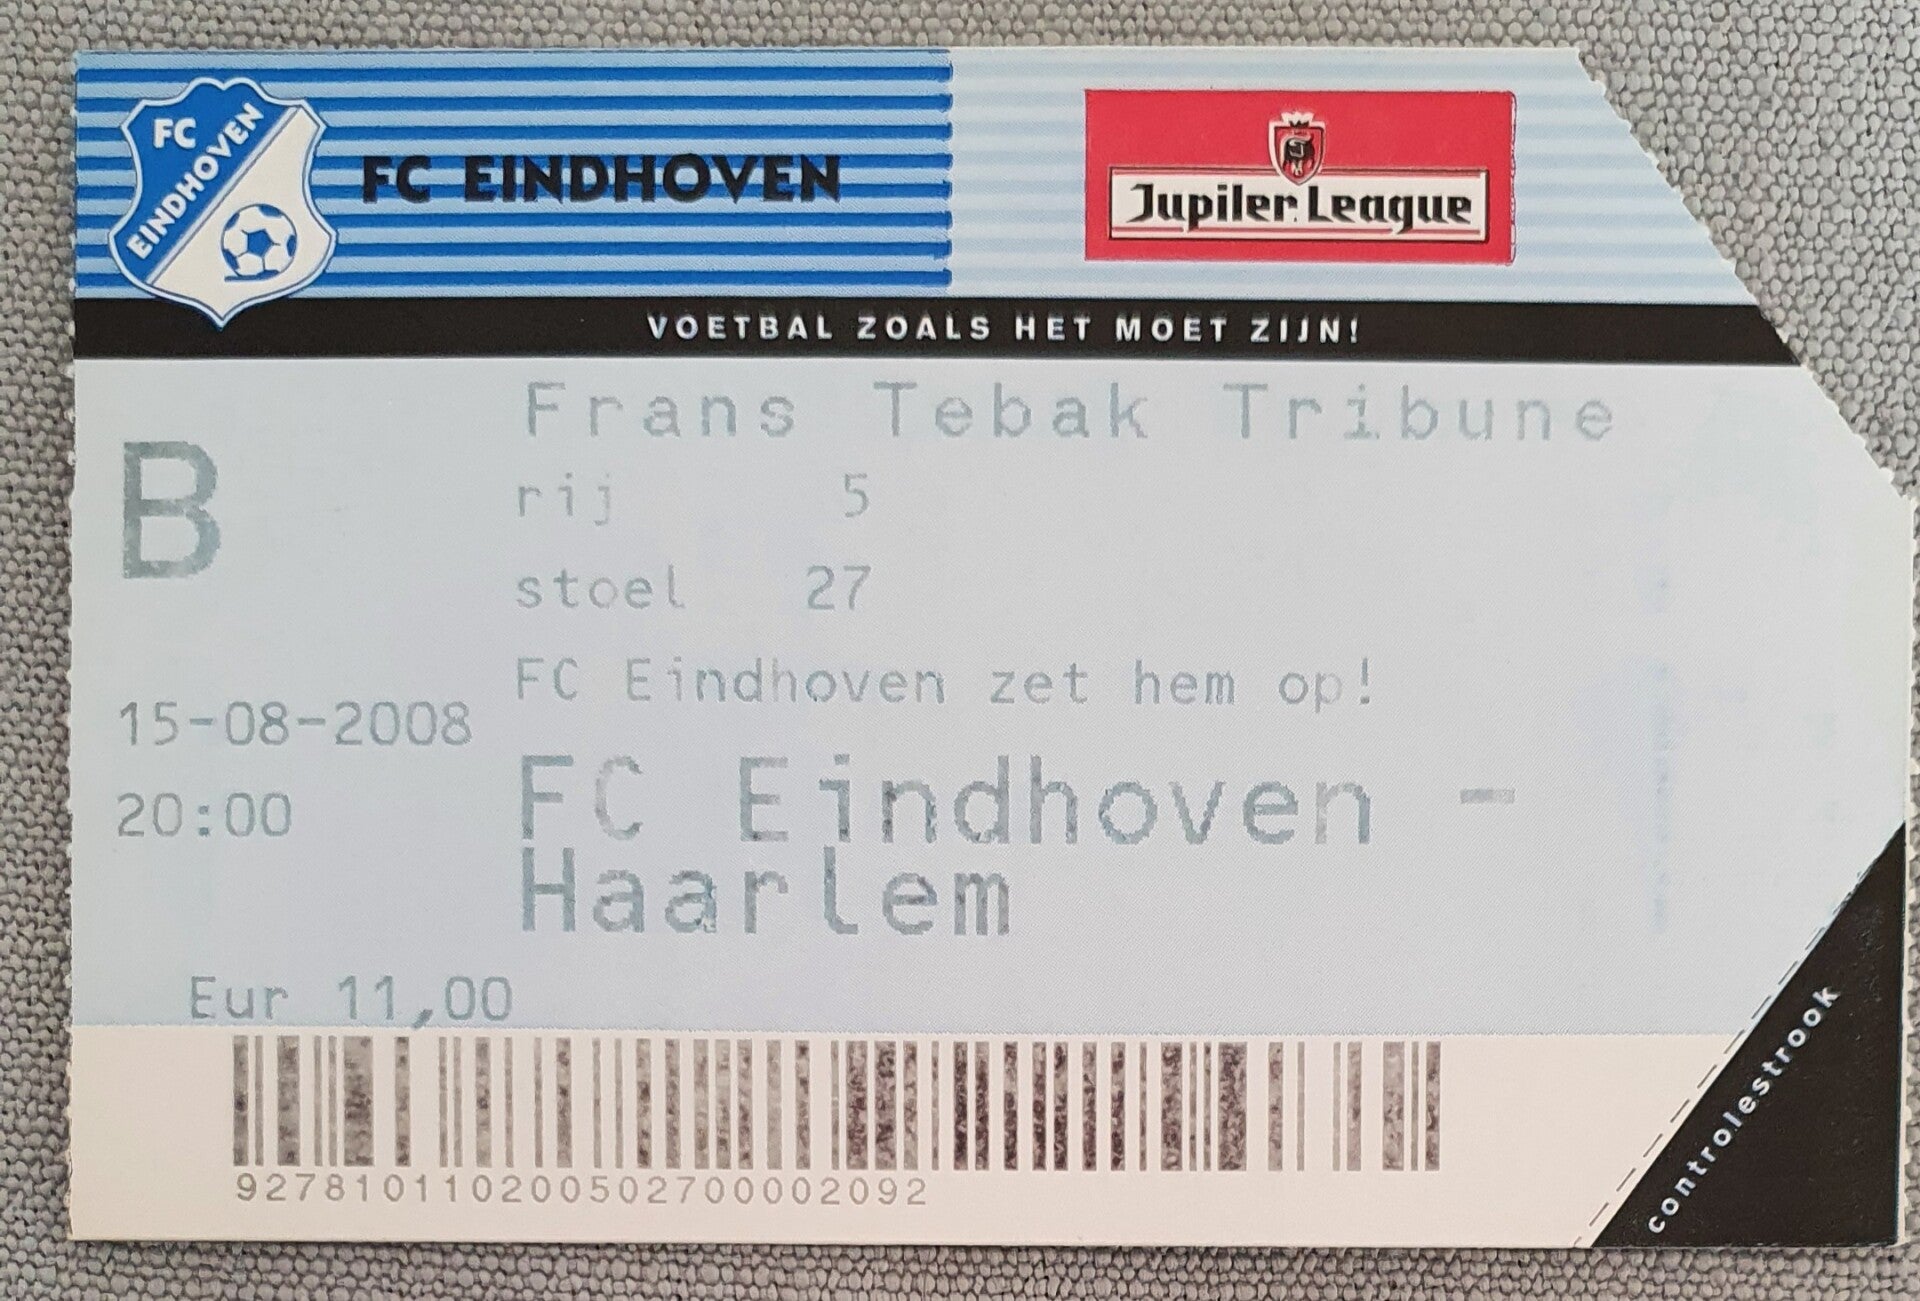 FC
EINDHOVEN
FC EINDHOVEN
Jupiler League
VOETBAL ZOALS HET MOET ZIJN!
Frans Tebak Tribune
B
rij 5
stoel 27
FC Eindhoven zet hem op!
15-08-2008
20:00
FC Eindhoven -
Haarlem
Eur 11,00
927810110200502700002092
controlestrook